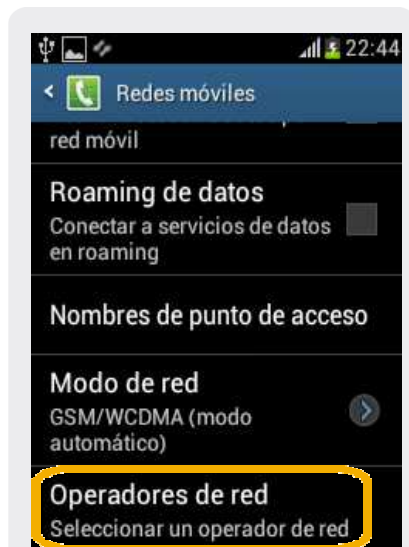 22:44
Redes móviles
red móvil
Roaming de datos
Conectar a servicios de datos
en roaming
Nombres de punto de acceso
Modo de red
GSM/WCDMA (modo
automático)
Operadores de red
Seleccionar un operador de red